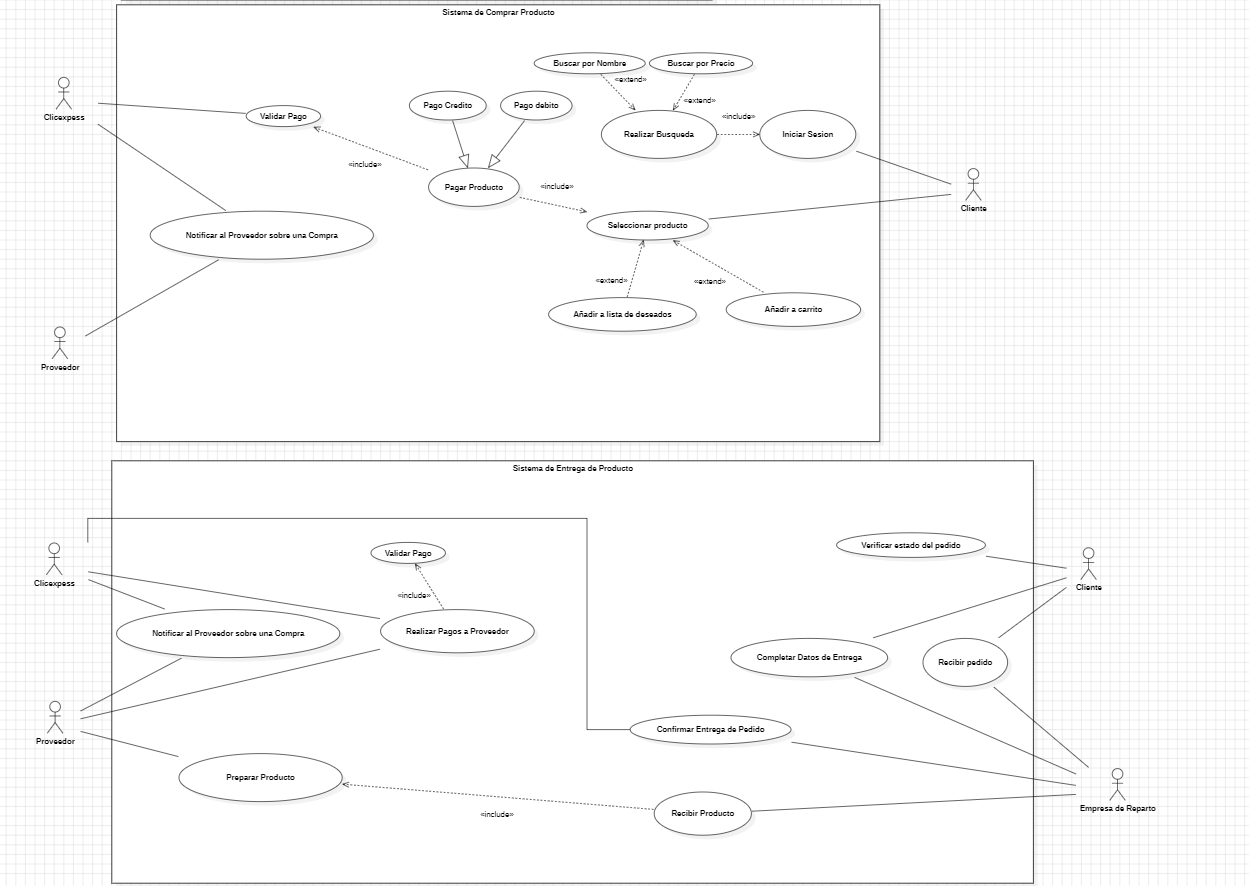 Sistema de Comprar Producto
Buscar por Nombre
Buscar por Precio
«extend»
«extend»
Clicexpess
Validar Pago
Pago Credito
Pago debito
Realizar Busqueda
«include»
Iniciar Sesion
«include»
Pagar Producto
«include»
Cliente
Seleccionar producto
Notificar al Proveedor sobre una Compra
«extend»
«extend»
Añadir a lista de deseados
Añadir a carrito
Proveedor
Sistema de Entrega de Producto
Clicexpess
Validar Pago
Verificar estado del pedido
Cliente
«include»
Notificar al Proveedor sobre una Compra
Realizar Pagos a Proveedor
Completar Datos de Entrega
Recibir pedido
Proveedor
Confirmar Entrega de Pedido
Preparar Producto
«include»
Recibir Producto
Empresa de Reparto